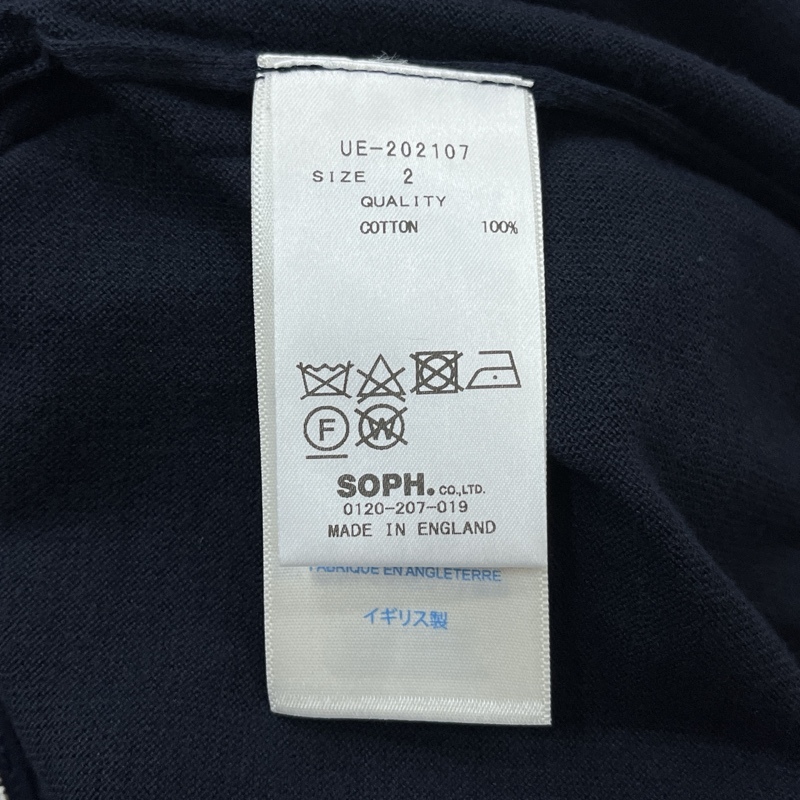 UE-202107
SIZE 2
QUALITY
COTTON 100%
F
W
SOPH. CO.,LTD.
0120-207-019
MADE IN ENGLAND
FABRIQUE EN ANGLETERRE
イギリス製